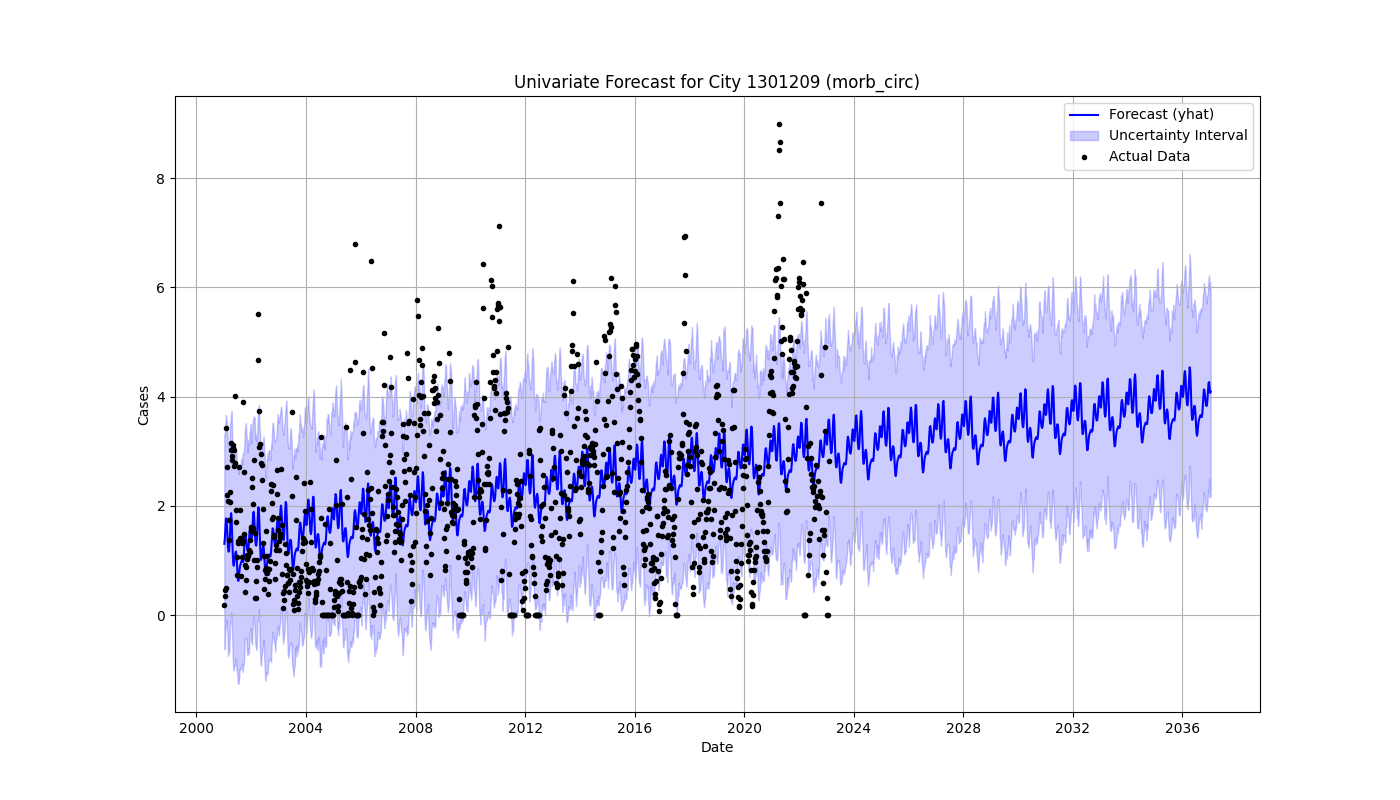 Univariate Forecast for City 1301209 (morb_circ)
Forecast (yhat)
Uncertainty Interval
Actual Data
Cases
8
6
4
2
0
2000 2004 2008 2012 2016 2020 2024 2028 2032 2036
Date